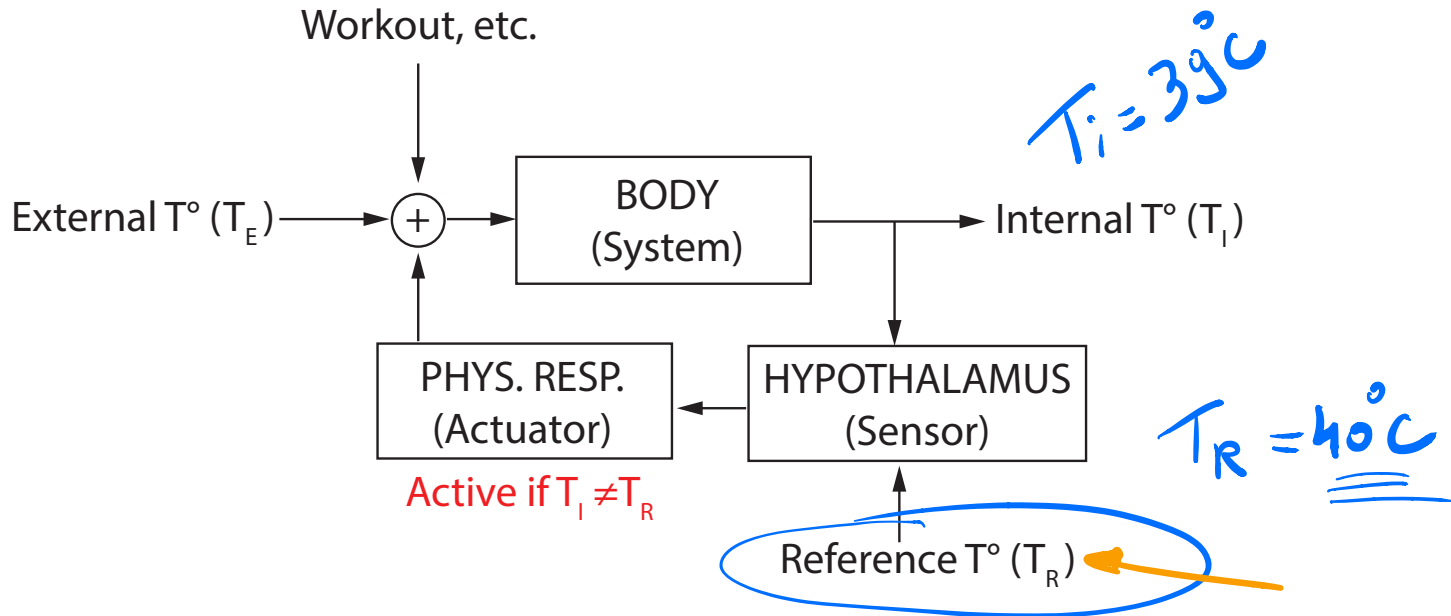 Workout, etc.
Ti = 39°C
External T° (T_E)
+
BODY
(System)
Internal T° (T_I)
PHYS. RESP.
(Actuator)
HYPOTHALAMUS
(Sensor)
T_R = 40°C
Active if T_I ≠ T_R
Reference T° (T_R)